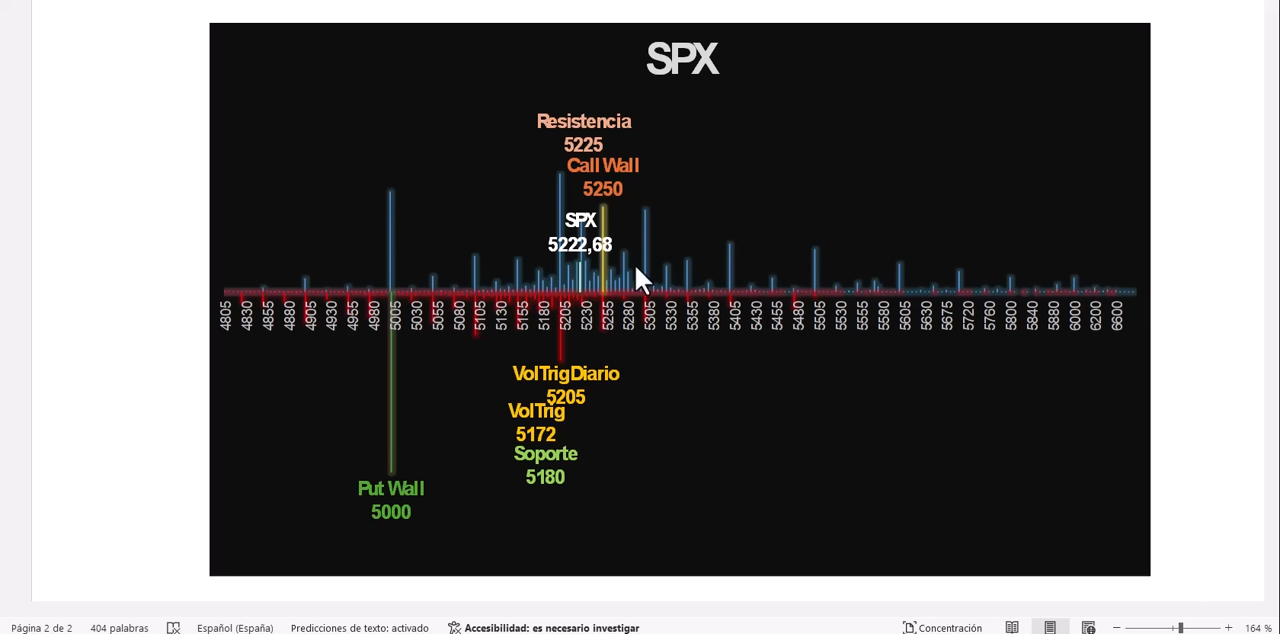 SPX
Resistencia
5225
Call Wall
5250
SPX
5222,68
4805 4830 4855 4880 4905 4930 4955 4980 5005 5030 5055 5080 5105 5130 5155 5180 5205 5230 5255 5280 5305 5330 5355 5380 5405 5430 5455 5480 5505 5530 5555 5580 5605 5630 5675 5720 5760 5800 5840 5880 6000 6200 6600
VolTrigDiario
5205
VolTrig
5172
Soporte
5180
Put Wall
5000
Página 2 de 2 404 palabras Español (España) Predicciones de texto: activado Accesibilidad: es necesario investigar Concentración 164 %